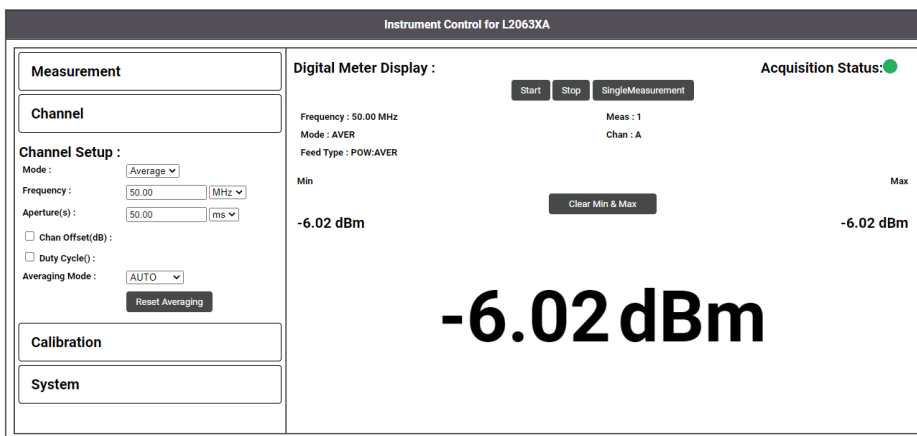 Instrument Control for L2063XA
Measurement
Channel
Channel Setup :
Mode : Average
Frequency : 50.00 MHz
Aperture(s) : 50.00 ms
Chan Offset(dB) :
Duty Cycle() :
Averaging Mode : AUTO
Reset Averaging
Calibration
System
Digital Meter Display :
Acquisition Status:
Start Stop SingleMeasurement
Frequency : 50.00 MHz Meas : 1
Mode : AVER Chan : A
Feed Type : POW:AVER
Min Max
Clear Min & Max
-6.02 dBm -6.02 dBm
-6.02 dBm